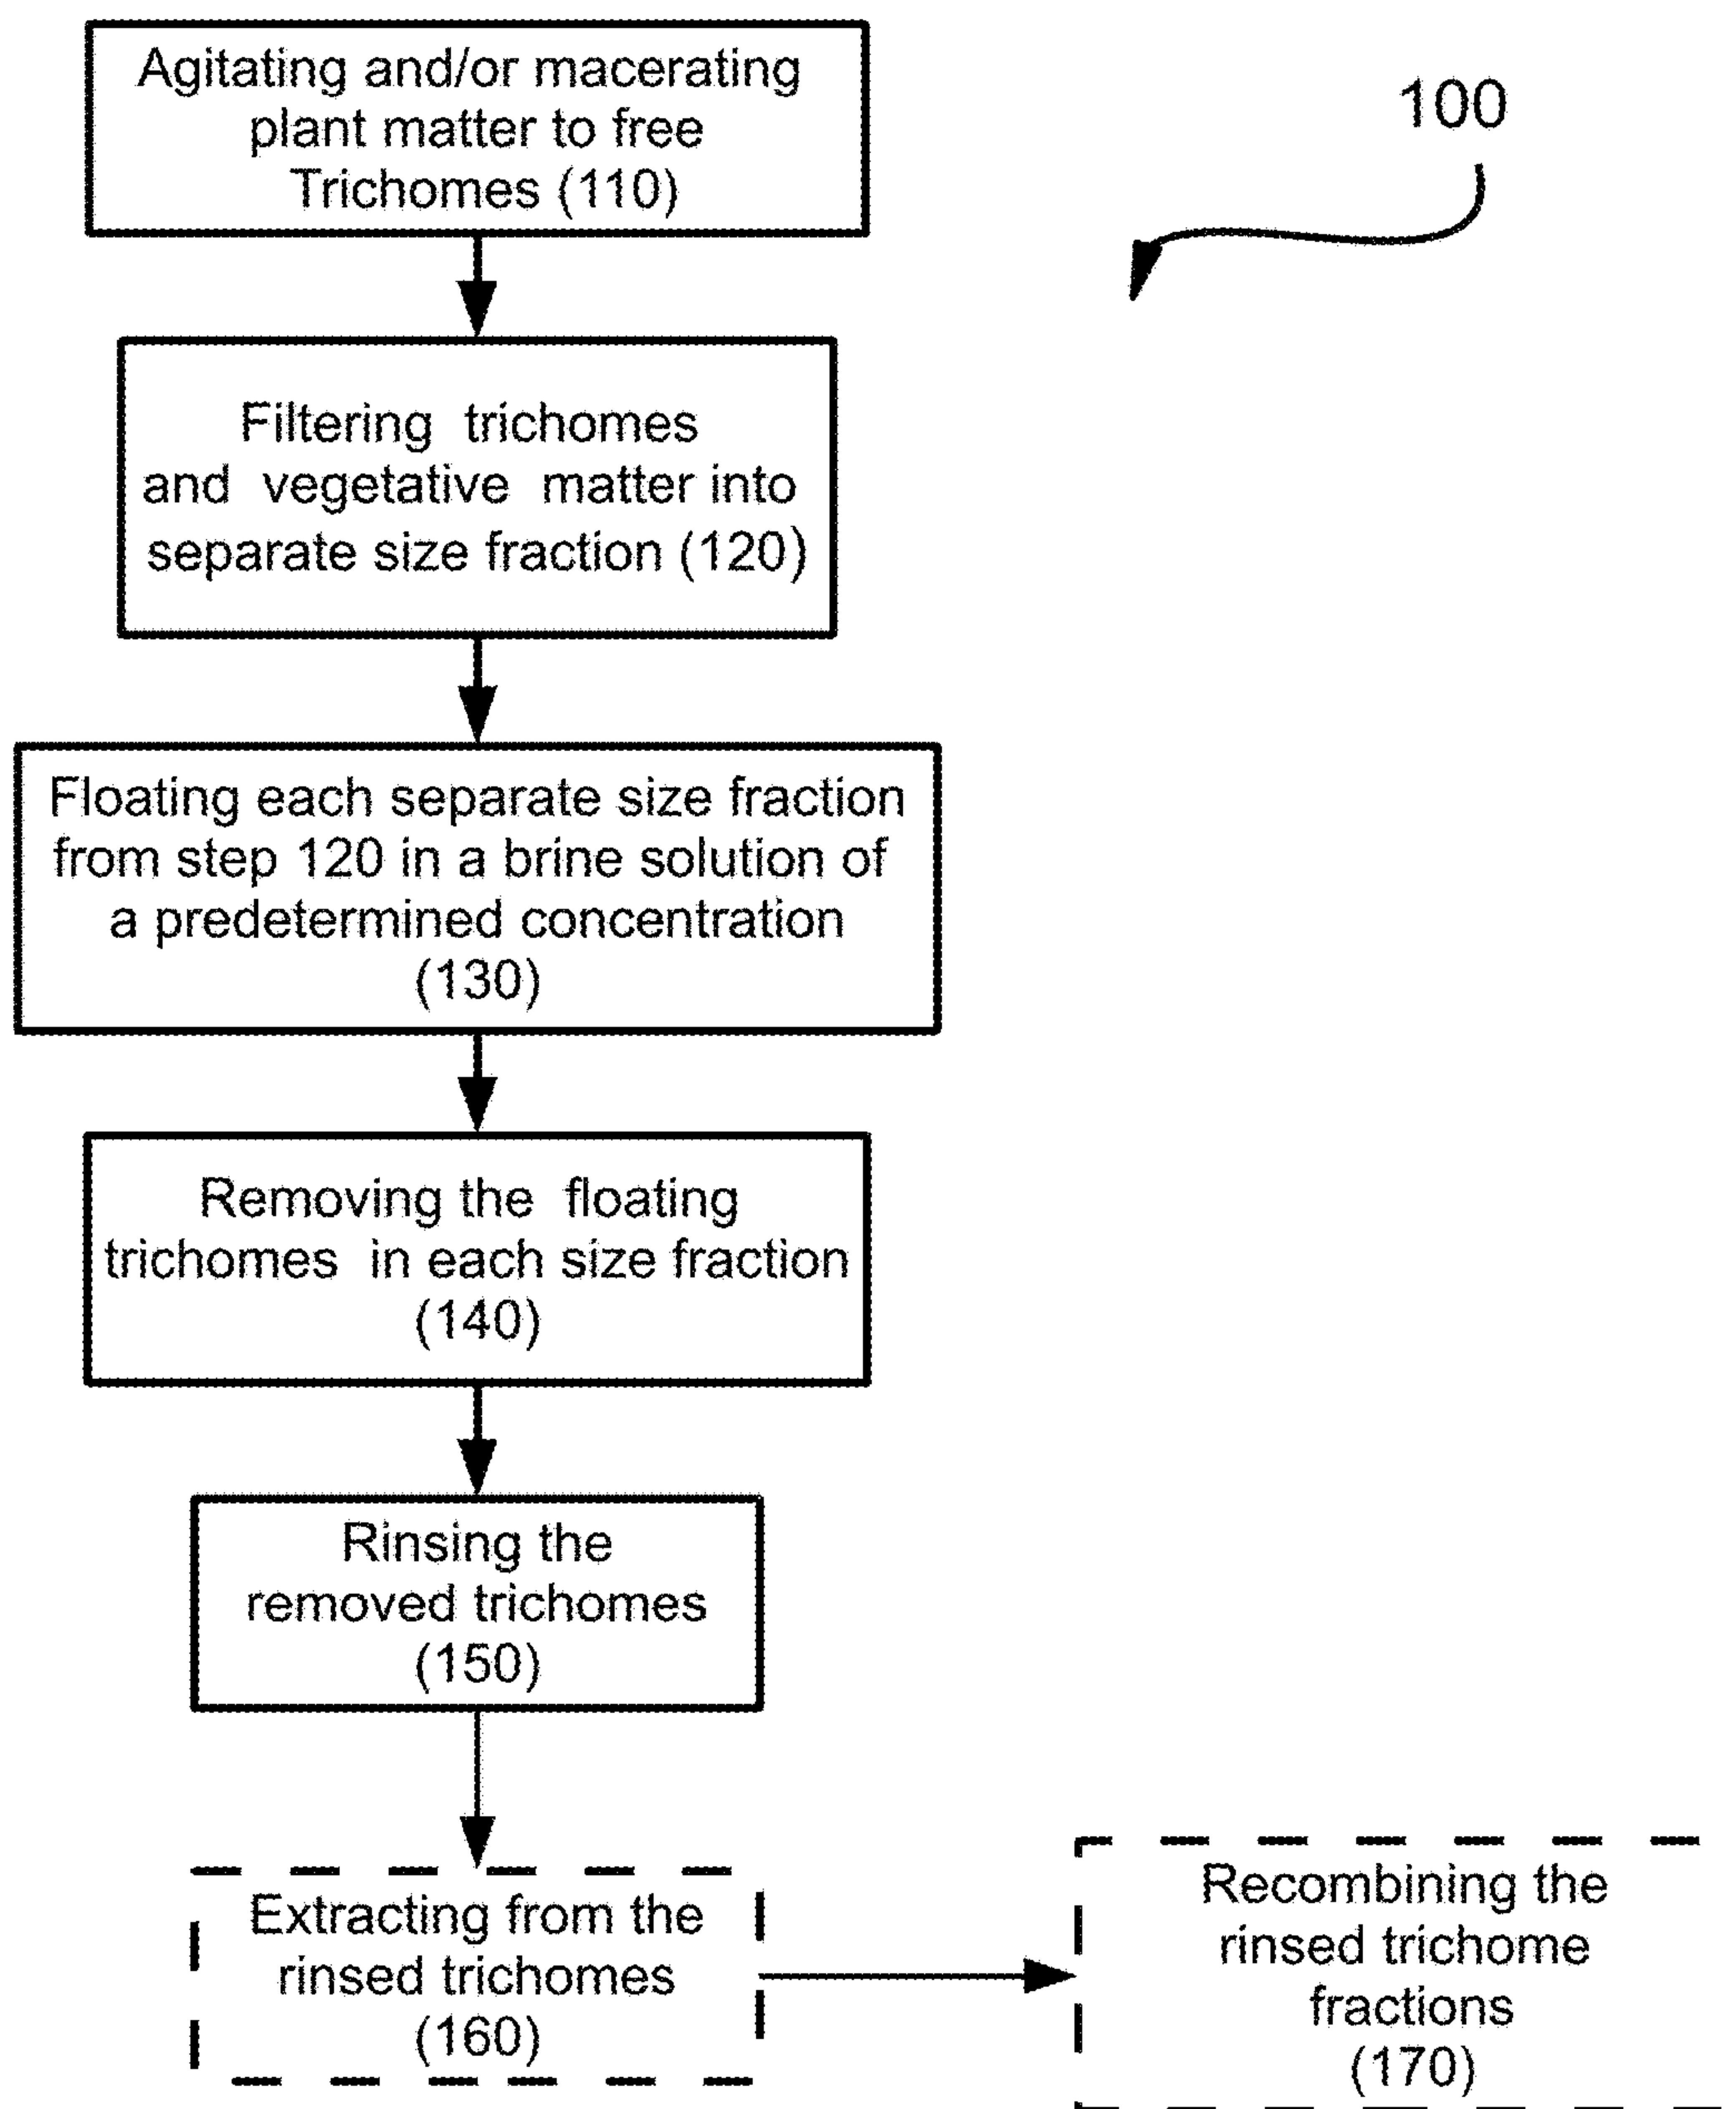 Agitating and/or macerating
plant matter to free
Trichomes (110)
100
Filtering trichomes
and vegetative matter into
separate size fraction (120)
Floating each separate size fraction
from step 120 in a brine solution of
a predetermined concentration
(130)
Removing the floating
trichomes in each size fraction
(140)
Rinsing the
removed trichomes
(150)
Extracting from the
rinsed trichomes
(160)
Recombining the
rinsed trichome
fractions
(170)